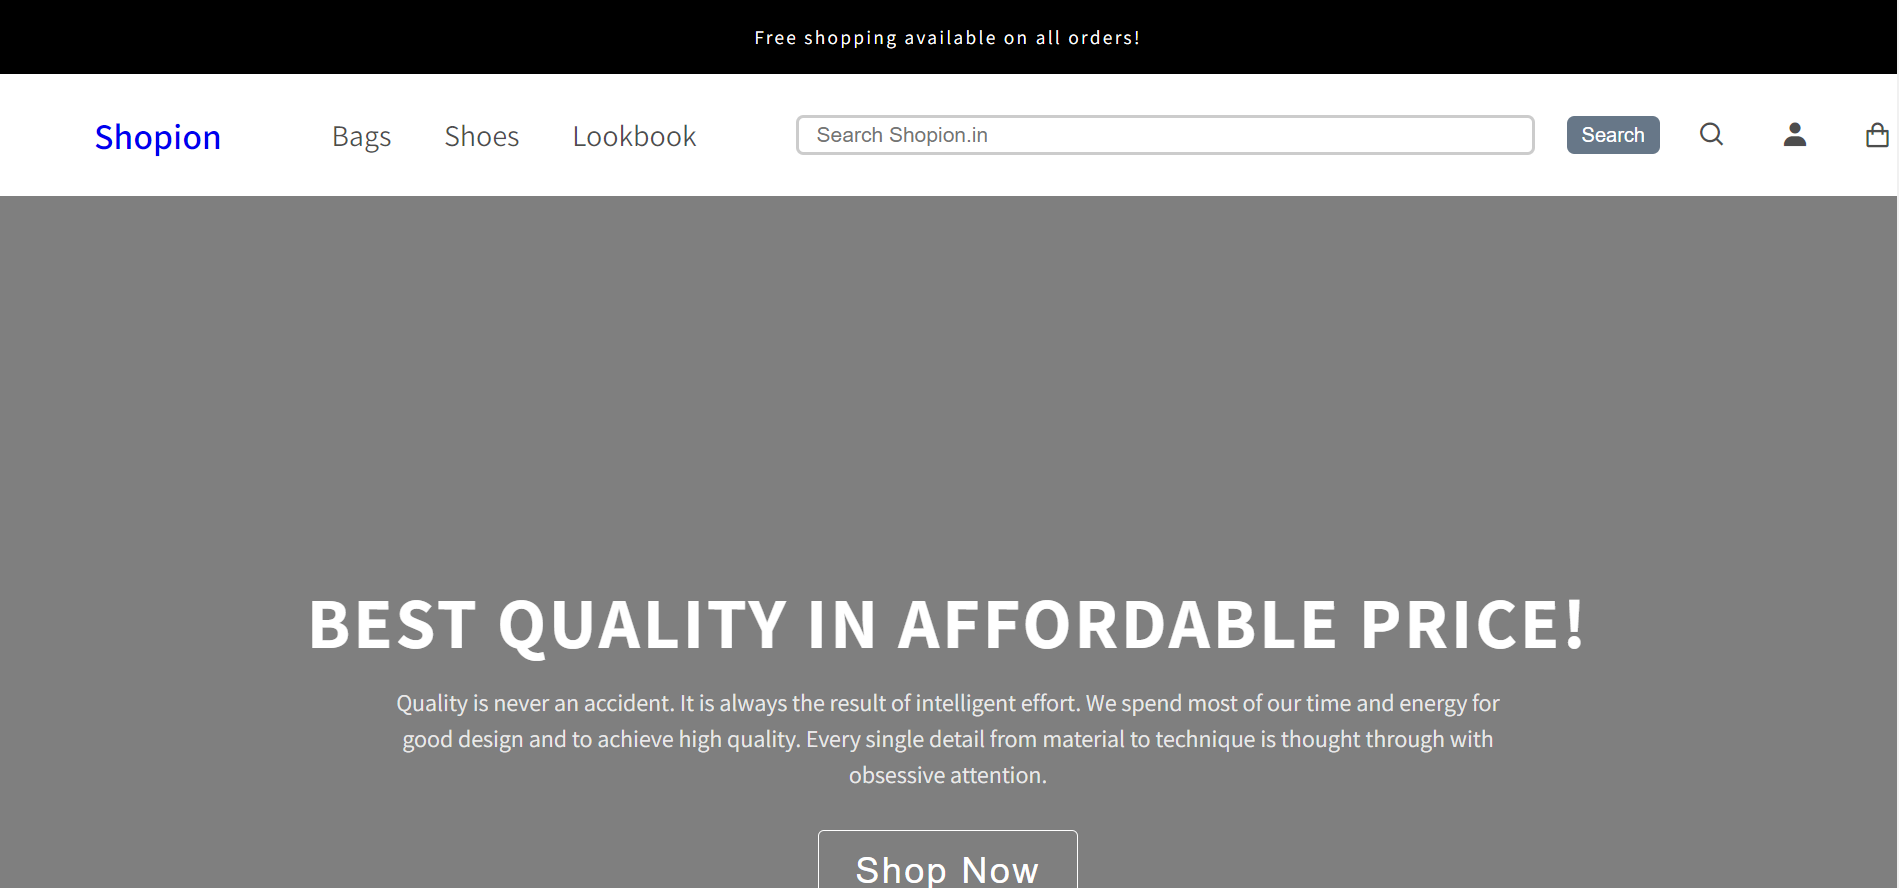 Free shopping available on all orders!
Shopion Bags Shoes Lookbook Search Shopion.in Search
BEST QUALITY IN AFFORDABLE PRICE!
Quality is never an accident. It is always the result of intelligent effort. We spend most of our time and energy for
good design and to achieve high quality. Every single detail from material to technique is thought through with
obsessive attention.
Shop Now